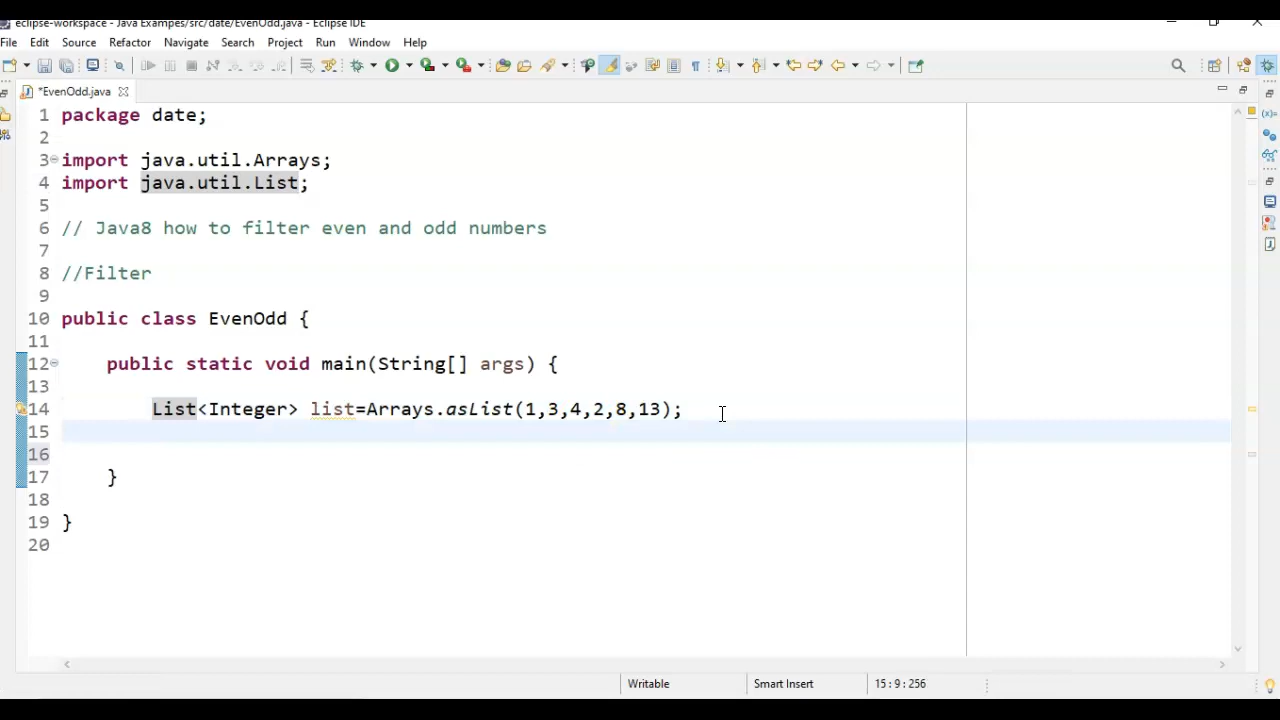 eclipse-workspace - Java Exampes/src/date/EvenOdd.java - Eclipse IDE
File Edit Source Refactor Navigate Search Project Run Window Help
*EvenOdd.java
1 package date;
2
3 import java.util.Arrays;
4 import java.util.List;
5
6 // Java8 how to filter even and odd numbers
7
8 //Filter
9
10 public class EvenOdd {
11
12 public static void main(String[] args) {
13
14 List<Integer> list=Arrays.asList(1,3,4,2,8,13);
15
16
17 }
18
19 }
20
Writable Smart Insert 15 : 9 : 256